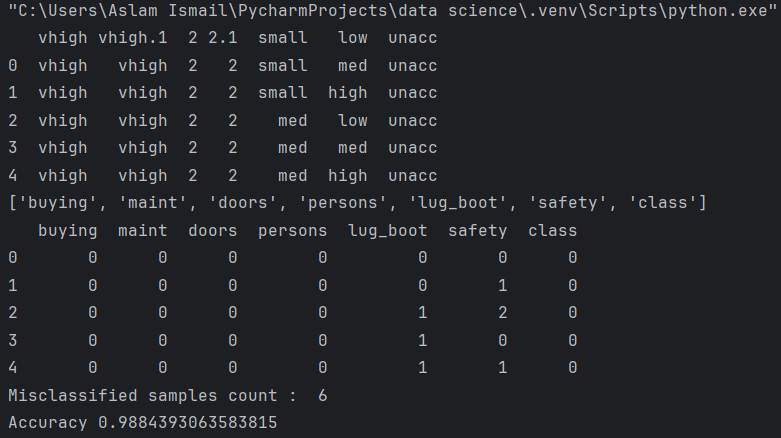 "C:\Users\Aslam Ismail\PycharmProjects\data science\.venv\Scripts\python.exe"
vhigh vhigh.1 2 2.1 small low unacc
0 vhigh vhigh 2 2 small med unacc
1 vhigh vhigh 2 2 small high unacc
2 vhigh vhigh 2 2 med low unacc
3 vhigh vhigh 2 2 med med unacc
4 vhigh vhigh 2 2 med high unacc
['buying', 'maint', 'doors', 'persons', 'lug_boot', 'safety', 'class']
buying maint doors persons lug_boot safety class
0 0 0 0 0 0 0 0
1 0 0 0 0 0 1 0
2 0 0 0 0 1 2 0
3 0 0 0 0 1 0 0
4 0 0 0 0 1 1 0
Misclassified samples count : 6
Accuracy 0.9884393063583815